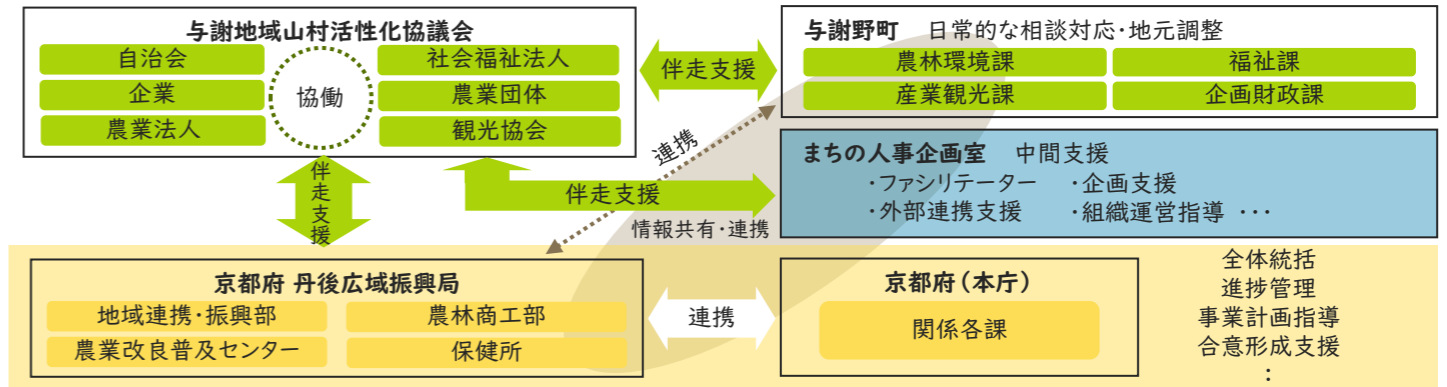 与謝地域山村活性化協議会
自治会
企業
農業法人
協働
社会福祉法人
農業団体
観光協会
伴走支援
与謝野町 日常的な相談対応・地元調整
農林環境課
福祉課
産業観光課
企画財政課
連携
まちの人事企画室 中間支援
・ファシリテーター ・企画支援
・外部連携支援 ・組織運営指導 …
伴走支援
伴走支援
情報共有・連携
京都府 丹後広域振興局
地域連携・振興部
農林商工部
農業改良普及センター
保健所
連携
京都府（本庁）
関係各課
全体統括
進捗管理
事業計画指導
合意形成支援
：